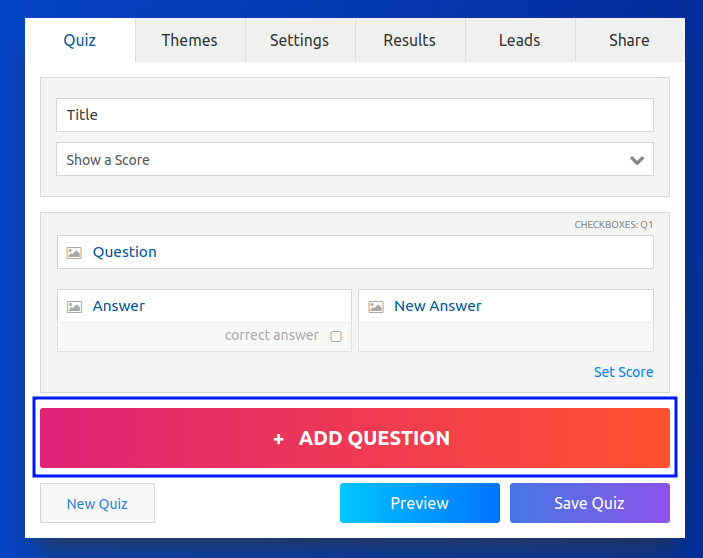 Quiz Themes Settings Results Leads Share
Title
Show a Score
CHECKBOXES: Q1
Question
Answer New Answer
correct answer
Set Score
+ ADD QUESTION
New Quiz Preview Save Quiz